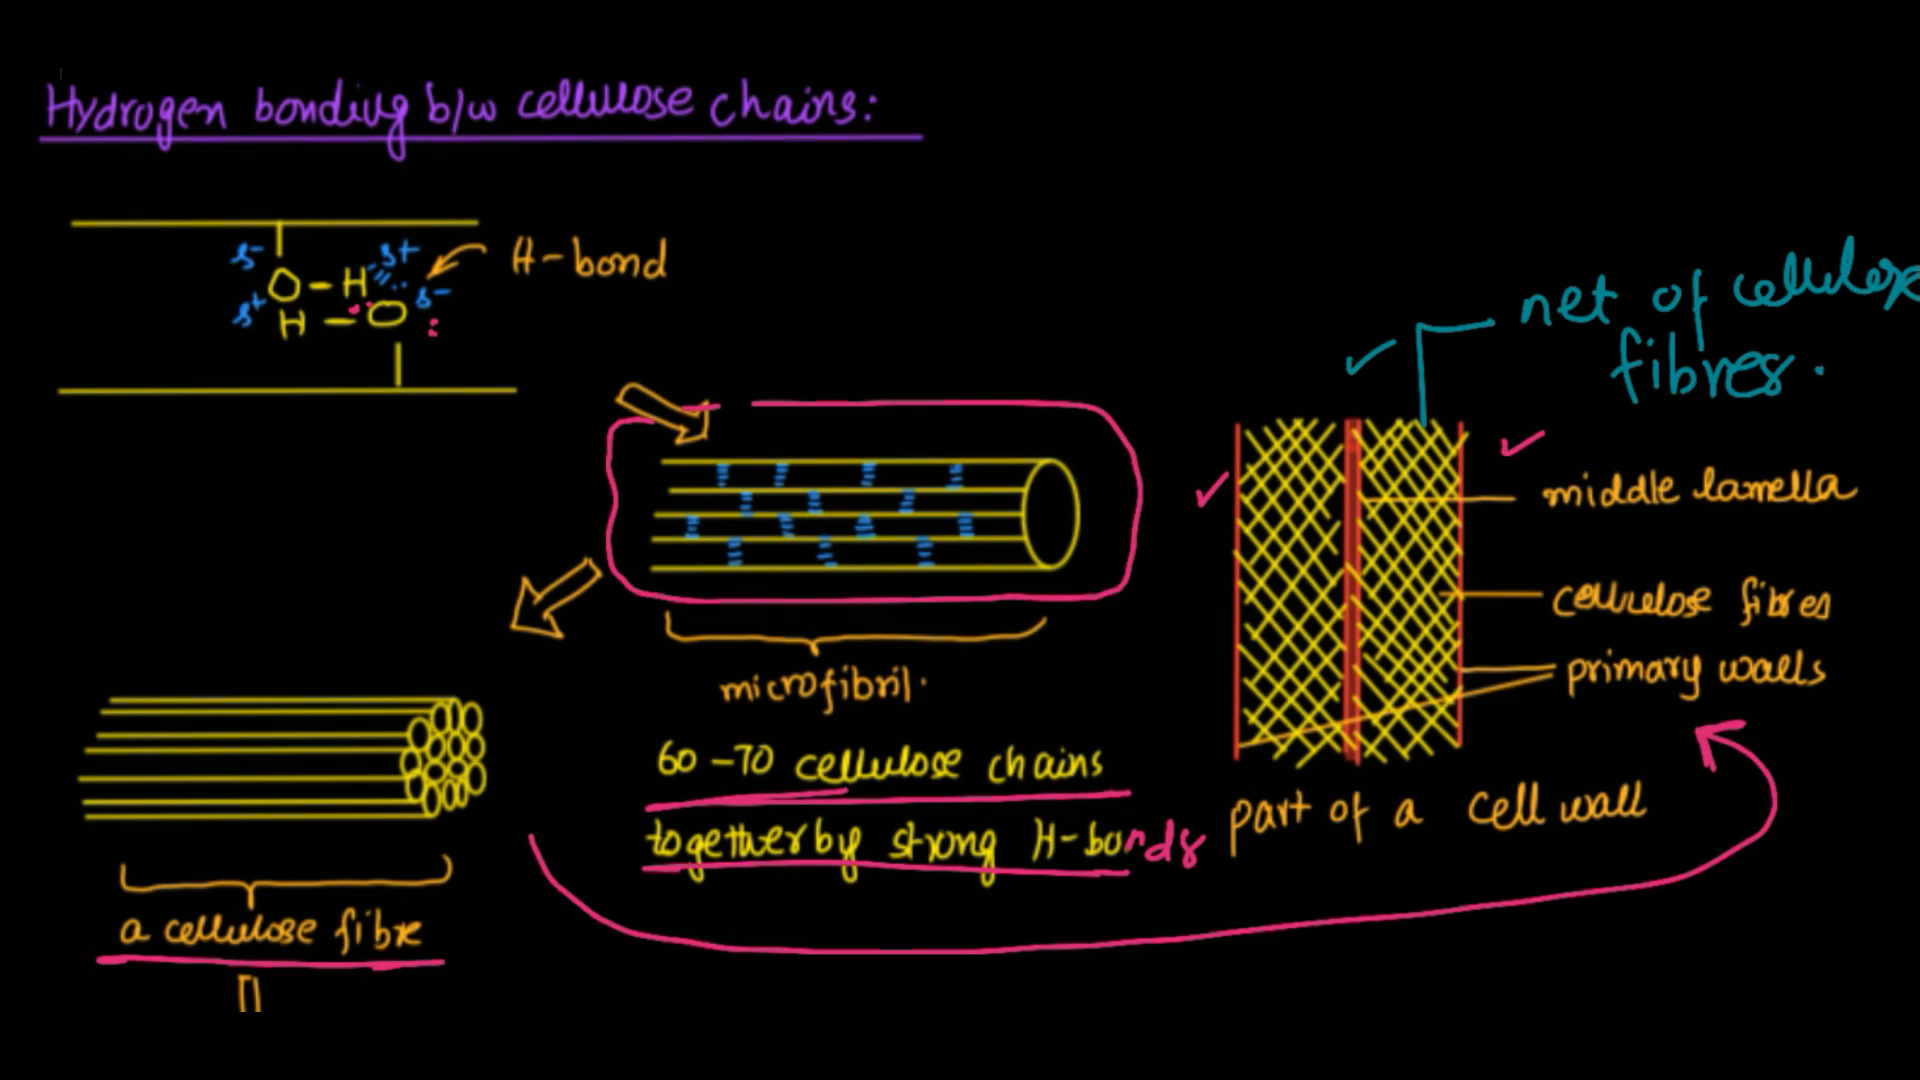 Hydrogen bonding b/w cellulose chains:
H-bond
δ- δ+
O-H
δ-
δ+
H-O:
net of cellulose
fibres.
middle lamella
cellulose fibres
primary walls
microfibril.
60-70 cellulose chains
together by strong H-bonds
part of a cell wall
a cellulose fibre